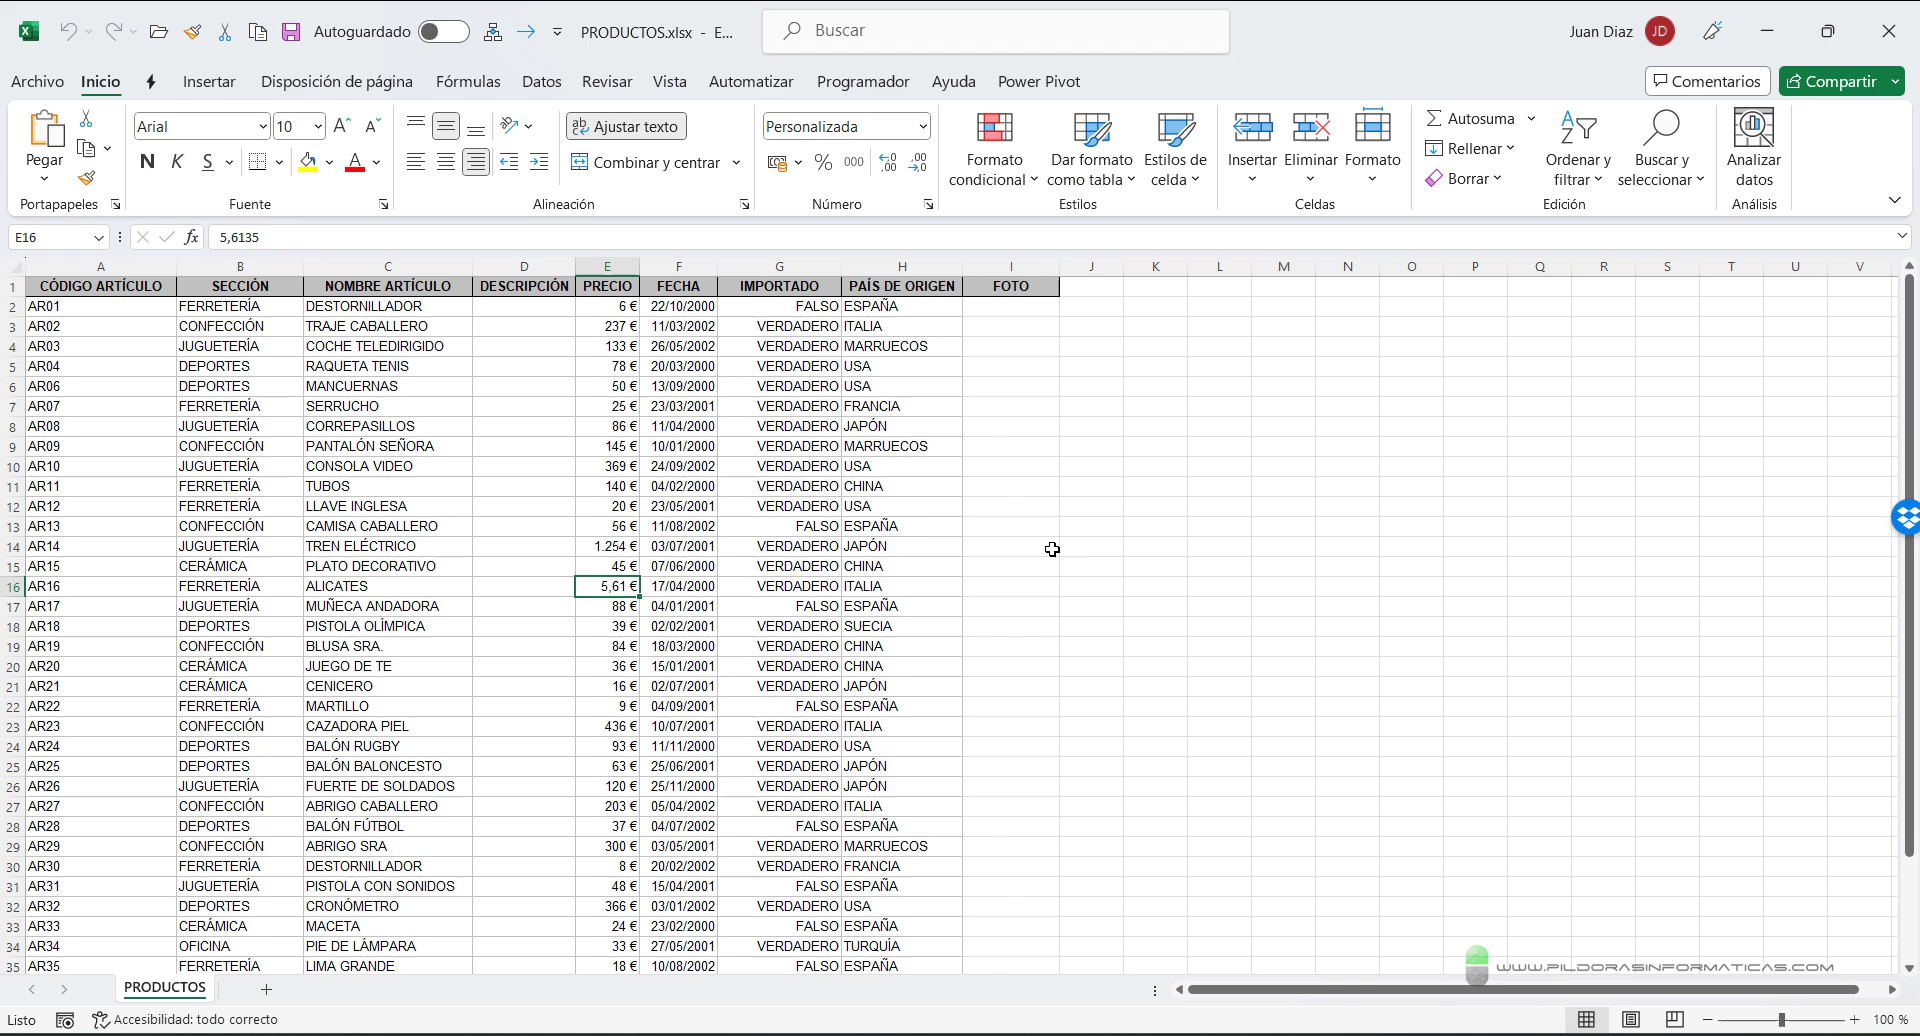 Autoguardado PRODUCTOS.xlsx - E... Buscar Juan Diaz JD
Archivo Inicio Insertar Disposición de página Fórmulas Datos Revisar Vista Automatizar Programador Ayuda Power Pivot Comentarios Compartir
Pegar Arial 10 Ajustar texto Personalizada Formato condicional Dar formato como tabla Estilos de celda Insertar Eliminar Formato Autosuma Rellenar Borrar Ordenar y filtrar Buscar y seleccionar Analizar datos
N K S A Combinar y centrar % 000
Portapapeles Fuente Alineación Número Estilos Celdas Edición Análisis
E16 fx 5,6135
A B C D E F G H I J K L M N O P Q R S T U V
1 CÓDIGO ARTÍCULO SECCIÓN NOMBRE ARTÍCULO DESCRIPCIÓN PRECIO FECHA IMPORTADO PAÍS DE ORIGEN FOTO
2 AR01 FERRETERÍA DESTORNILLADOR 6 € 22/10/2000 FALSO ESPAÑA
3 AR02 CONFECCIÓN TRAJE CABALLERO 237 € 11/03/2002 VERDADERO ITALIA
4 AR03 JUGUETERÍA COCHE TELEDIRIGIDO 133 € 26/05/2002 VERDADERO MARRUECOS
5 AR04 DEPORTES RAQUETA TENIS 78 € 20/03/2000 VERDADERO USA
6 AR06 DEPORTES MANCUERNAS 50 € 13/09/2000 VERDADERO USA
7 AR07 FERRETERÍA SERRUCHO 25 € 23/03/2001 VERDADERO FRANCIA
8 AR08 JUGUETERÍA CORREPASILLOS 86 € 11/04/2000 VERDADERO JAPÓN
9 AR09 CONFECCIÓN PANTALÓN SEÑORA 145 € 10/01/2000 VERDADERO MARRUECOS
10 AR10 JUGUETERÍA CONSOLA VIDEO 369 € 24/09/2002 VERDADERO USA
11 AR11 FERRETERÍA TUBOS 140 € 04/02/2000 VERDADERO CHINA
12 AR12 FERRETERÍA LLAVE INGLESA 20 € 23/05/2001 VERDADERO USA
13 AR13 CONFECCIÓN CAMISA CABALLERO 56 € 11/08/2002 FALSO ESPAÑA
14 AR14 JUGUETERÍA TREN ELÉCTRICO 1.254 € 03/07/2001 VERDADERO JAPÓN
15 AR15 CERÁMICA PLATO DECORATIVO 45 € 07/06/2000 VERDADERO CHINA
16 AR16 FERRETERÍA ALICATES 5,61 € 17/04/2000 VERDADERO ITALIA
17 AR17 JUGUETERÍA MUÑECA ANDADORA 88 € 04/01/2001 FALSO ESPAÑA
18 AR18 DEPORTES PISTOLA OLÍMPICA 39 € 02/02/2001 VERDADERO SUECIA
19 AR19 CONFECCIÓN BLUSA SRA. 84 € 18/03/2000 VERDADERO CHINA
20 AR20 CERÁMICA JUEGO DE TE 36 € 15/01/2001 VERDADERO CHINA
21 AR21 CERÁMICA CENICERO 16 € 02/07/2001 VERDADERO JAPÓN
22 AR22 FERRETERÍA MARTILLO 9 € 04/09/2001 FALSO ESPAÑA
23 AR23 CONFECCIÓN CAZADORA PIEL 436 € 10/07/2001 VERDADERO ITALIA
24 AR24 DEPORTES BALÓN RUGBY 93 € 11/11/2000 VERDADERO USA
25 AR25 DEPORTES BALÓN BALONCESTO 63 € 25/06/2001 VERDADERO JAPÓN
26 AR26 JUGUETERÍA FUERTE DE SOLDADOS 120 € 25/11/2000 VERDADERO JAPÓN
27 AR27 CONFECCIÓN ABRIGO CABALLERO 203 € 05/04/2002 VERDADERO ITALIA
28 AR28 DEPORTES BALÓN FÚTBOL 37 € 04/07/2002 FALSO ESPAÑA
29 AR29 CONFECCIÓN ABRIGO SRA 300 € 03/05/2001 VERDADERO MARRUECOS
30 AR30 FERRETERÍA DESTORNILLADOR 8 € 20/02/2002 VERDADERO FRANCIA
31 AR31 JUGUETERÍA PISTOLA CON SONIDOS 48 € 15/04/2001 FALSO ESPAÑA
32 AR32 DEPORTES CRONÓMETRO 366 € 03/01/2002 VERDADERO USA
33 AR33 CERÁMICA MACETA 24 € 23/02/2000 FALSO ESPAÑA
34 AR34 OFICINA PIE DE LÁMPARA 33 € 27/05/2001 VERDADERO TURQUÍA
35 AR35 FERRETERÍA LIMA GRANDE 18 € 10/08/2002 FALSO ESPAÑA
WWW.PILDORASINFORMATICAS.COM
PRODUCTOS
Listo Accesibilidad: todo correcto 100 %